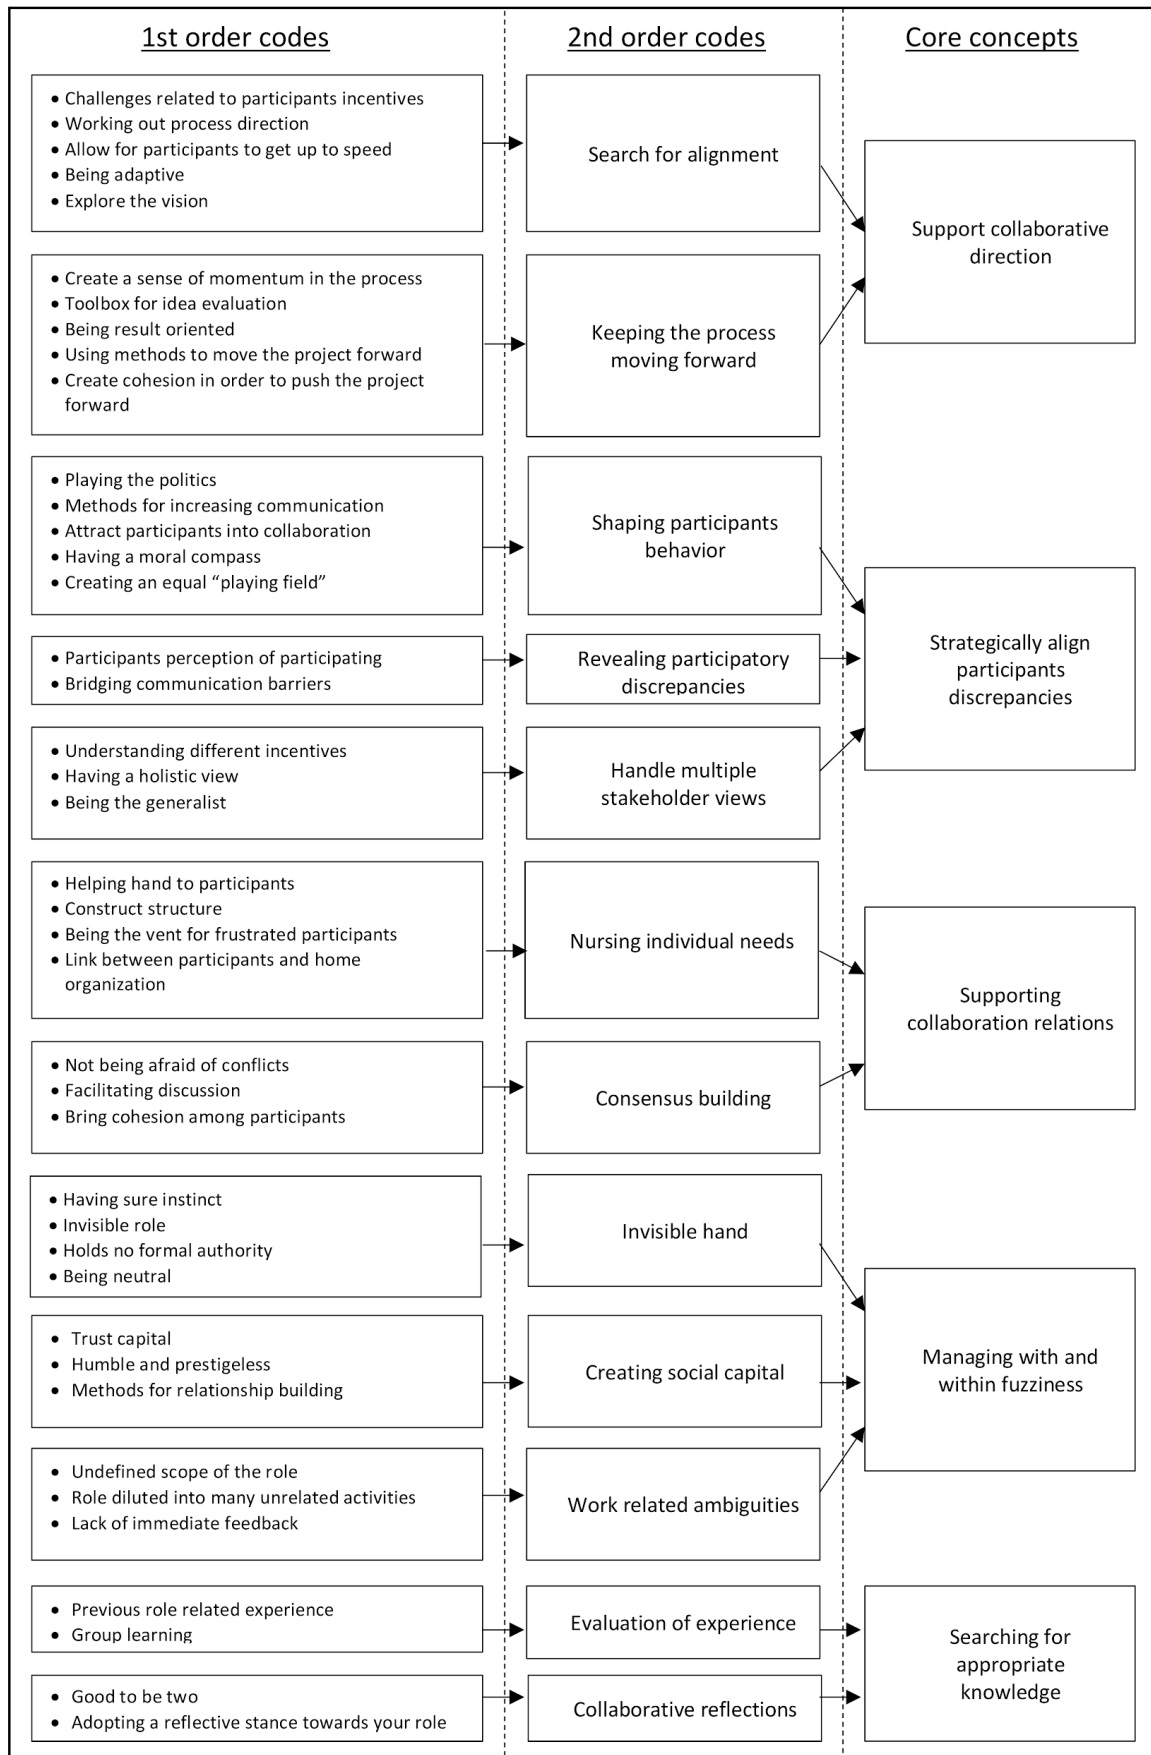 1st order codes
2nd order codes
Core concepts
• Challenges related to participants incentives
• Working out process direction
• Allow for participants to get up to speed
• Being adaptive
• Explore the vision
Search for alignment
Support collaborative
direction
• Create a sense of momentum in the process
• Toolbox for idea evaluation
• Being result oriented
• Using methods to move the project forward
• Create cohesion in order to push the project
forward
Keeping the process
moving forward
• Playing the politics
• Methods for increasing communication
• Attract participants into collaboration
• Having a moral compass
• Creating an equal “playing field”
Shaping participants
behavior
Strategically align
participants
discrepancies
• Participants perception of participating
• Bridging communication barriers
Revealing participatory
discrepancies
• Understanding different incentives
• Having a holistic view
• Being the generalist
Handle multiple
stakeholder views
• Helping hand to participants
• Construct structure
• Being the vent for frustrated participants
• Link between participants and home
organization
Nursing individual needs
Supporting
collaboration relations
• Not being afraid of conflicts
• Facilitating discussion
• Bring cohesion among participants
Consensus building
• Having sure instinct
• Invisible role
• Holds no formal authority
• Being neutral
Invisible hand
Managing with and
within fuzziness
• Trust capital
• Humble and prestigeless
• Methods for relationship building
Creating social capital
• Undefined scope of the role
• Role diluted into many unrelated activities
• Lack of immediate feedback
Work related ambiguities
• Previous role related experience
• Group learning
Evaluation of experience
Searching for
appropriate
knowledge
• Good to be two
• Adopting a reflective stance towards your role
Collaborative reflections